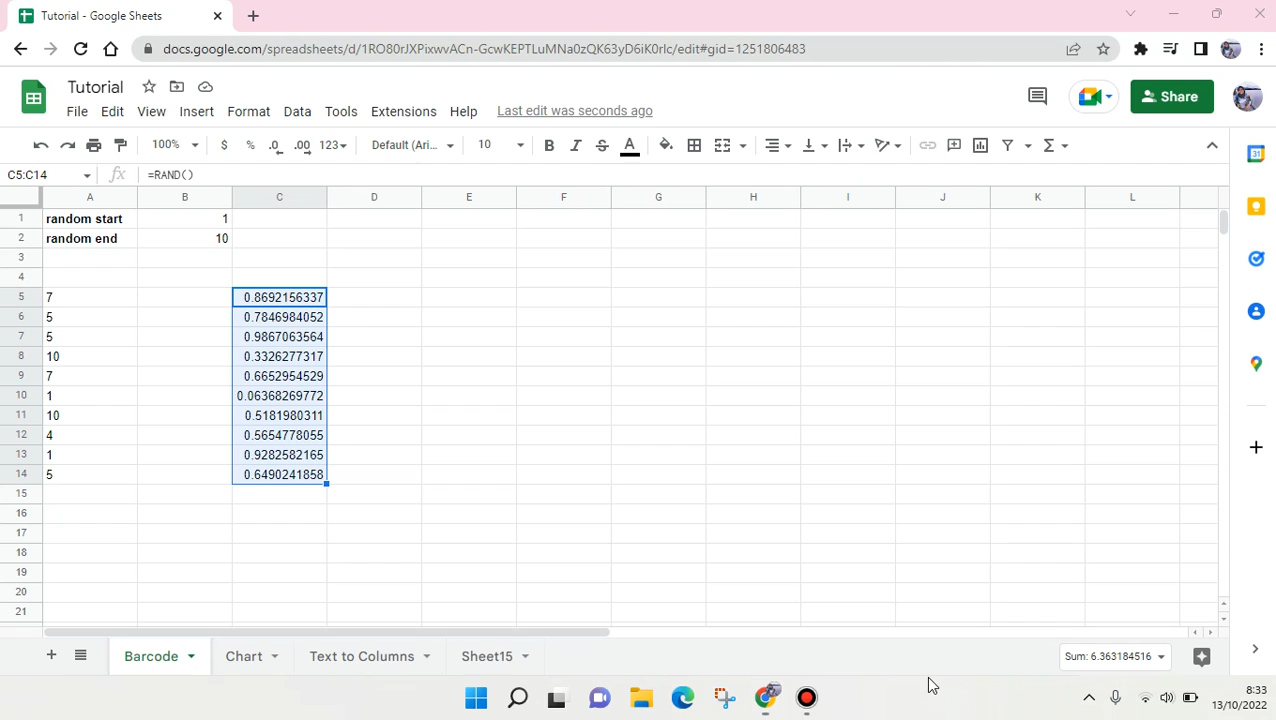 Tutorial - Google Sheets
docs.google.com/spreadsheets/d/1RO80rJXPixwvACn-GcwKEPTLuMNa0zQK63yD6iK0rlc/edit#gid=1251806483
Tutorial
File Edit View Insert Format Data Tools Extensions Help Last edit was seconds ago
Share
100% $ % .0 .00 123 Default (Ari... 10 B I S A Σ
C5:C14 fx =RAND()
A B C D E F G H I J K L
1 random start 1
2 random end 10
3
4
5 7 0.8692156337
6 5 0.7846984052
7 5 0.9867063564
8 10 0.3326277317
9 7 0.6652954529
10 1 0.06368269772
11 10 0.5181980311
12 4 0.5654778055
13 1 0.9282582165
14 5 0.6490241858
15
16
17
18
19
20
21
Barcode Chart Text to Columns Sheet15 Sum: 6.363184516
8:33
13/10/2022